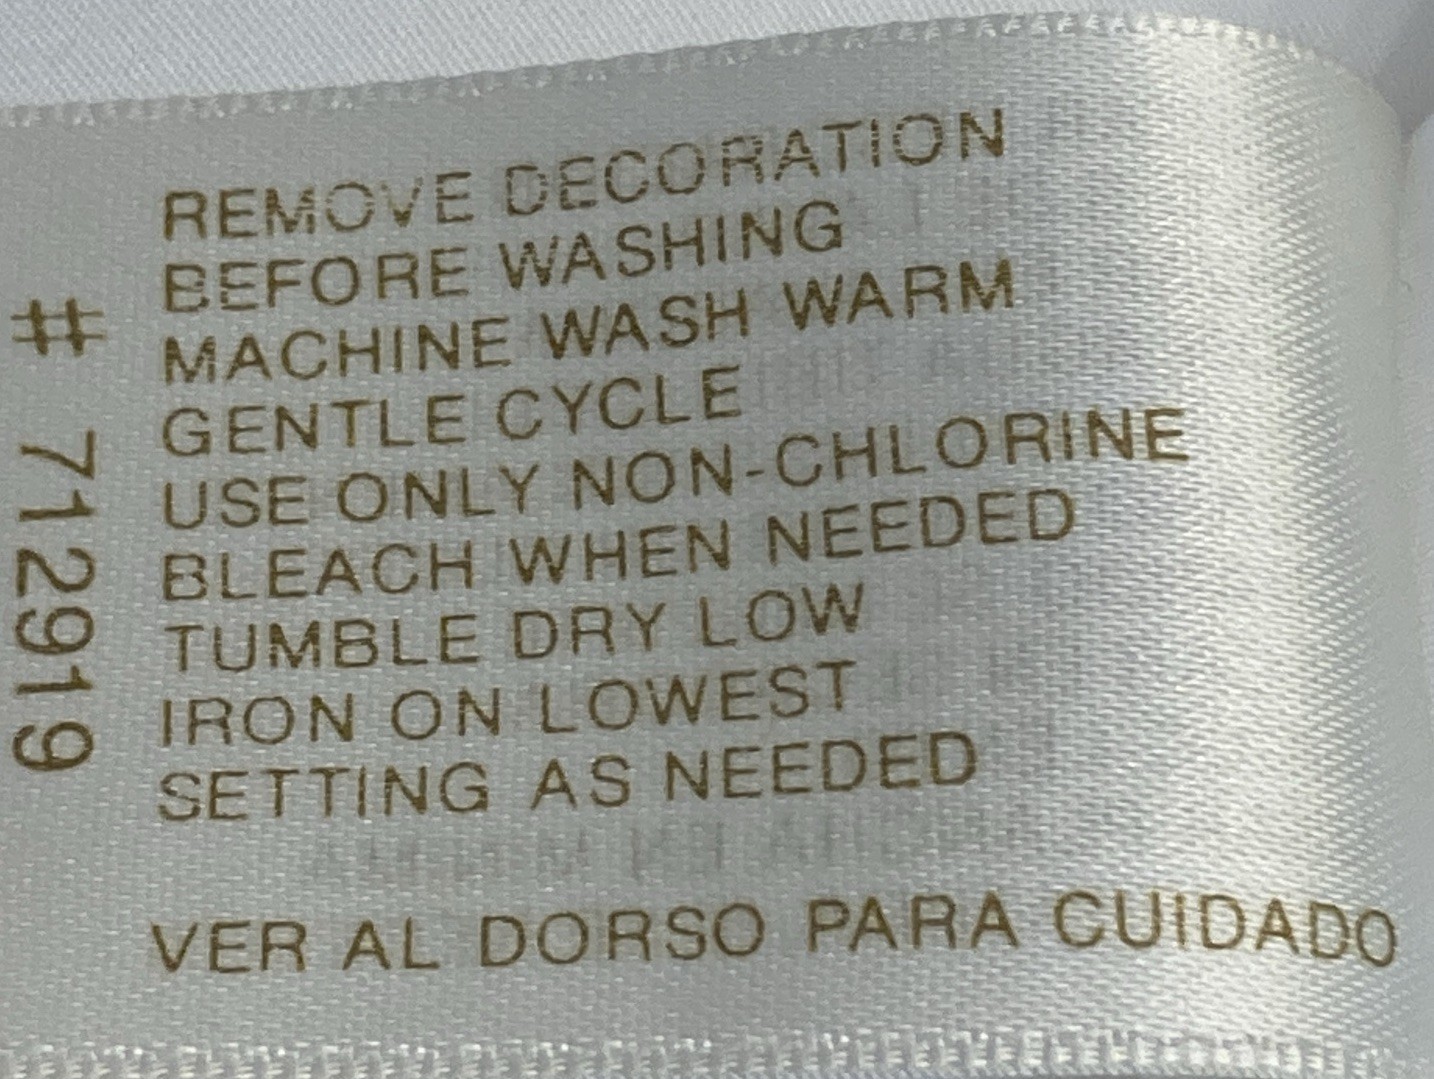 REMOVE DECORATION
BEFORE WASHING
MACHINE WASH WARM
GENTLE CYCLE
USE ONLY NON-CHLORINE
BLEACH WHEN NEEDED
TUMBLE DRY LOW
IRON ON LOWEST
SETTING AS NEEDED
VER AL DORSO PARA CUIDADO
# 712919